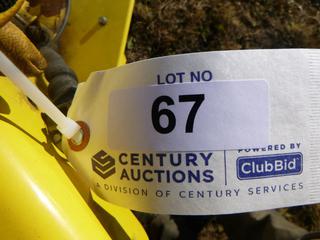 LOT NO
67
CENTURY
AUCTIONS
POWERED BY
ClubBid
A DIVISION OF CENTURY SERVICES